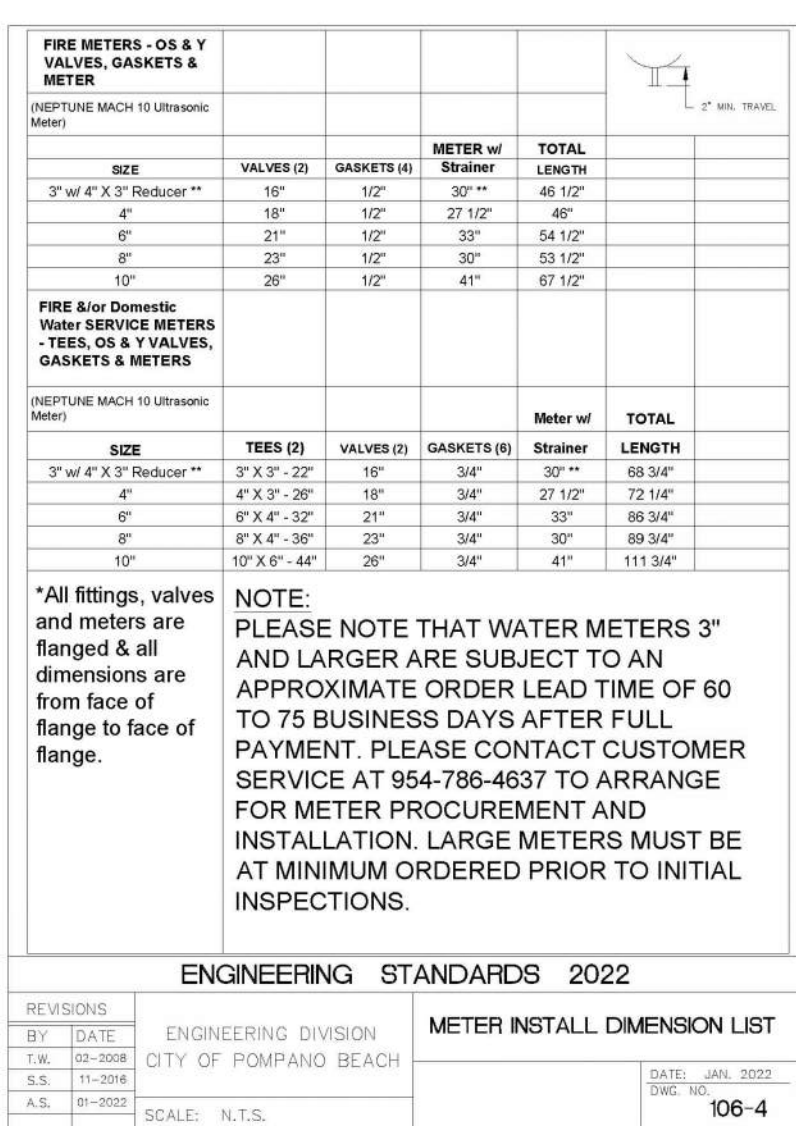 FIRE METERS - OS & Y
VALVES, GASKETS &
METER
2" MIN. TRAVEL
(NEPTUNE MACH 10 Ultrasonic
Meter)
METER w/ TOTAL
SIZE VALVES (2) GASKETS (4) Strainer LENGTH
3" w/ 4" X 3" Reducer ** 16" 1/2" 30" ** 46 1/2"
4" 18" 1/2" 27 1/2" 46"
6" 21" 1/2" 33" 54 1/2"
8" 23" 1/2" 30" 53 1/2"
10" 26" 1/2" 41" 67 1/2"
FIRE &/or Domestic
Water SERVICE METERS
- TEES, OS & Y VALVES,
GASKETS & METERS
(NEPTUNE MACH 10 Ultrasonic
Meter)
Meter w/ TOTAL
SIZE TEES (2) VALVES (2) GASKETS (6) Strainer LENGTH
3" w/ 4" X 3" Reducer ** 3" X 3" - 22" 16" 3/4" 30" ** 68 3/4"
4" 4" X 3" - 26" 18" 3/4" 27 1/2" 72 1/4"
6" 6" X 4" - 32" 21" 3/4" 33" 86 3/4"
8" 8" X 4" - 36" 23" 3/4" 30" 89 3/4"
10" 10" X 6" - 44" 26" 3/4" 41" 111 3/4"
*All fittings, valves
and meters are
flanged & all
dimensions are
from face of
flange to face of
flange.
NOTE:
PLEASE NOTE THAT WATER METERS 3"
AND LARGER ARE SUBJECT TO AN
APPROXIMATE ORDER LEAD TIME OF 60
TO 75 BUSINESS DAYS AFTER FULL
PAYMENT. PLEASE CONTACT CUSTOMER
SERVICE AT 954-786-4637 TO ARRANGE
FOR METER PROCUREMENT AND
INSTALLATION. LARGE METERS MUST BE
AT MINIMUM ORDERED PRIOR TO INITIAL
INSPECTIONS.
ENGINEERING STANDARDS 2022
REVISIONS
BY DATE
T.W. 02-2008
S.S. 11-2016
A.S. 01-2022
ENGINEERING DIVISION
CITY OF POMPANO BEACH
SCALE: N.T.S.
METER INSTALL DIMENSION LIST
DATE: JAN. 2022
DWG. NO.
106-4